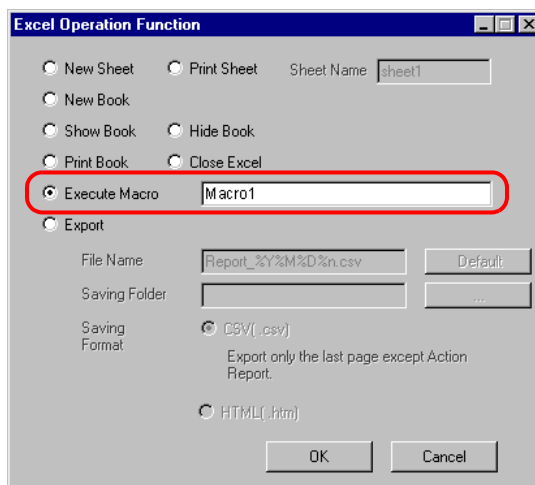 Excel Operation Function
New Sheet Print Sheet Sheet Name sheet1
New Book
Show Book Hide Book
Print Book Close Excel
Execute Macro Macro1
Export
File Name Report_%Y%M%D%n.csv Default
Saving Folder ...
Saving Format CSV( .csv)
Export only the last page except Action
Report.
HTML( .htm)
OK Cancel